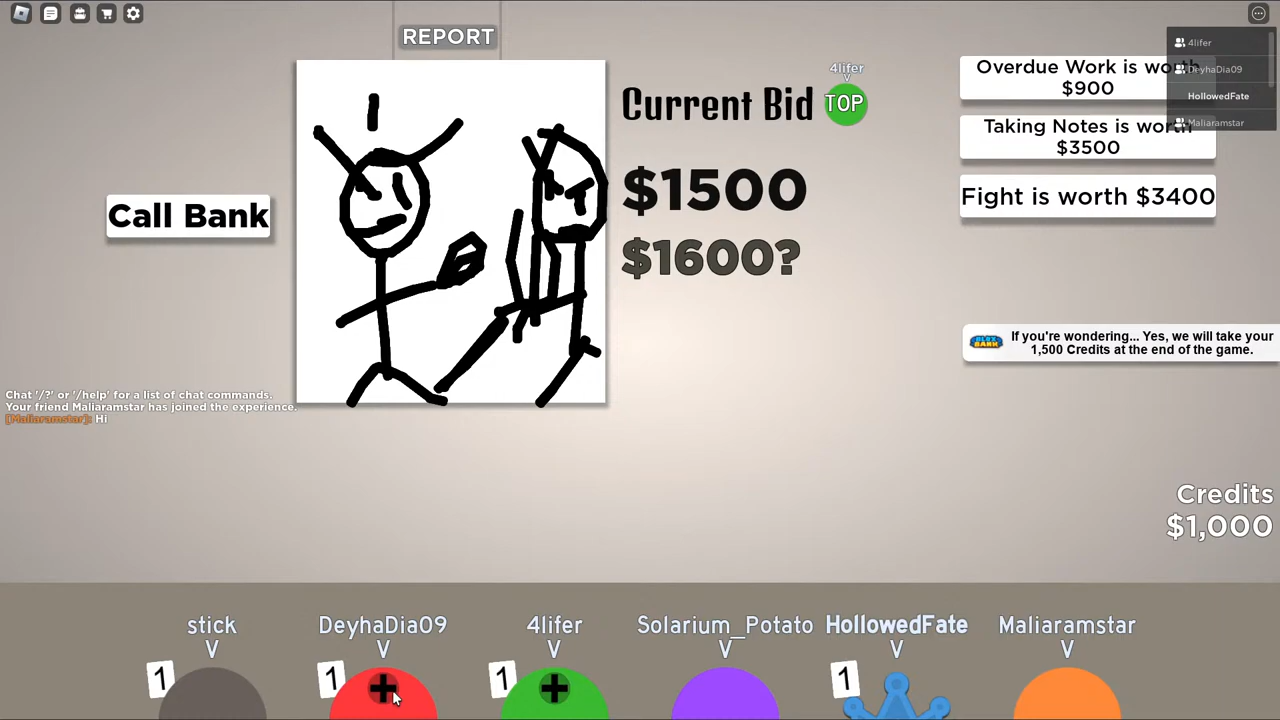 REPORT
4lifer
V
Current Bid TOP
$1500
$1600?
Call Bank
Overdue Work is worth
$900
Taking Notes is worth
$3500
Fight is worth $3400
4lifer
DeyhaDia09
HollowedFate
Maliaramstar
BLOX BANK
If you're wondering... Yes, we will take your
1,500 Credits at the end of the game.
Chat '/?' or '/help' for a list of chat commands.
Your friend Maliaramstar has joined the experience.
[Maliaramstar]: Hi
Credits
$1,000
stick DeyhaDia09 4lifer Solarium_Potato HollowedFate Maliaramstar
V V V V V V
1 1 1 1